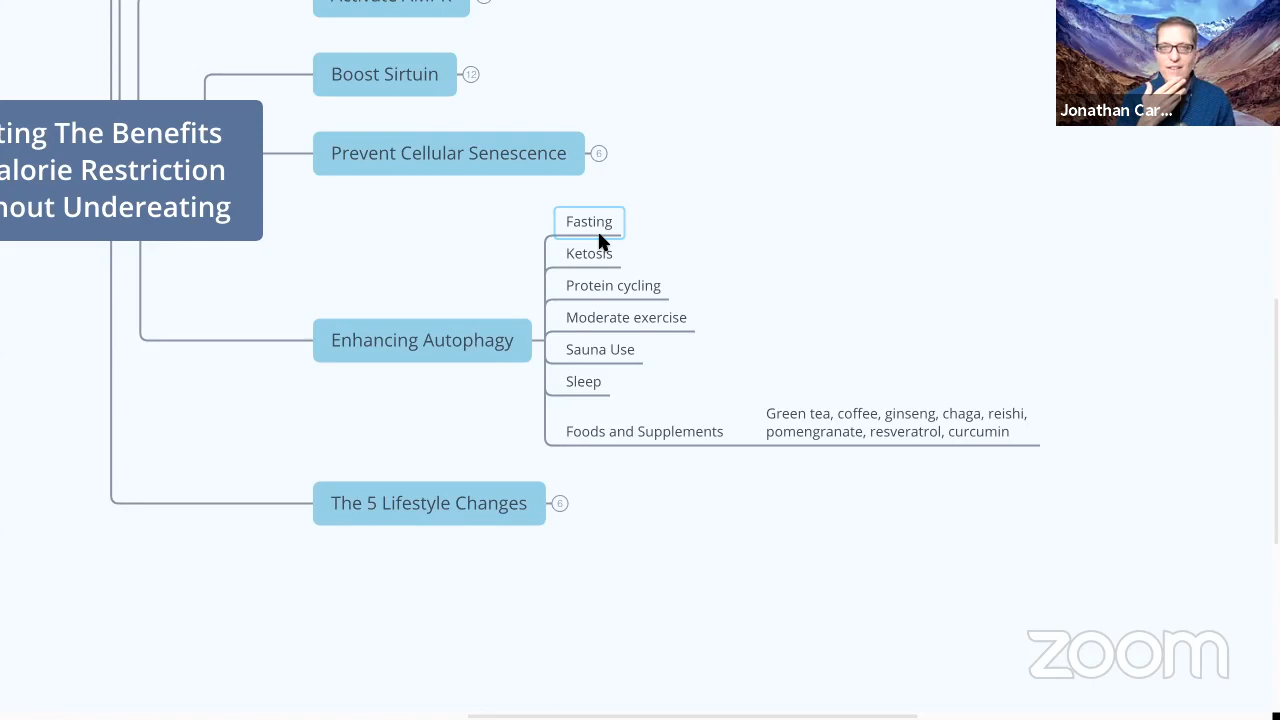 Boost Sirtuin
12
ting The Benefits
alorie Restriction
out Undereating
Prevent Cellular Senescence
6
Fasting
Ketosis
Protein cycling
Moderate exercise
Sauna Use
Sleep
Foods and Supplements
Green tea, coffee, ginseng, chaga, reishi,
pomengranate, resveratrol, curcumin
Enhancing Autophagy
The 5 Lifestyle Changes
6
Jonathan Car...
zoom